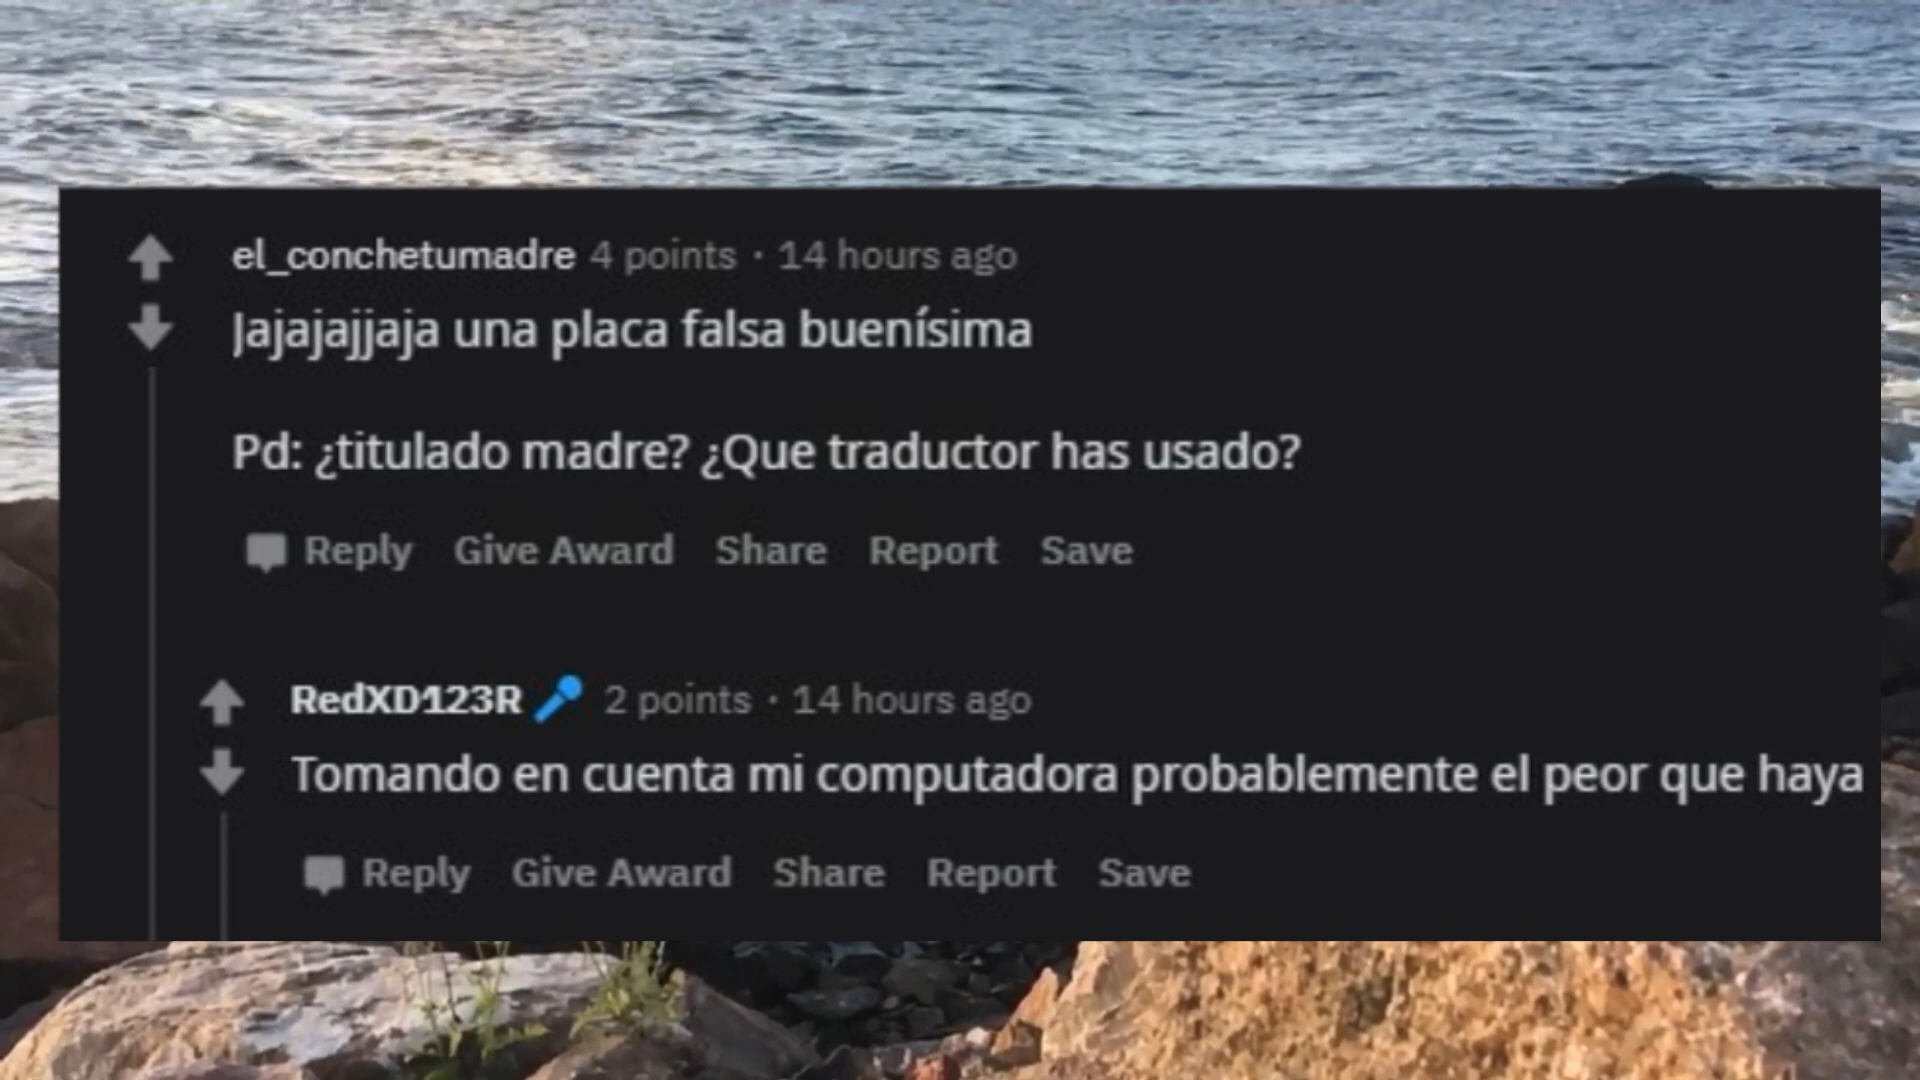 el_conchetumadre 4 points · 14 hours ago
Jajajajjaja una placa falsa buenísima
Pd: ¿titulado madre? ¿Que traductor has usado?
Reply Give Award Share Report Save
RedXD123R 2 points · 14 hours ago
Tomando en cuenta mi computadora probablemente el peor que haya
Reply Give Award Share Report Save